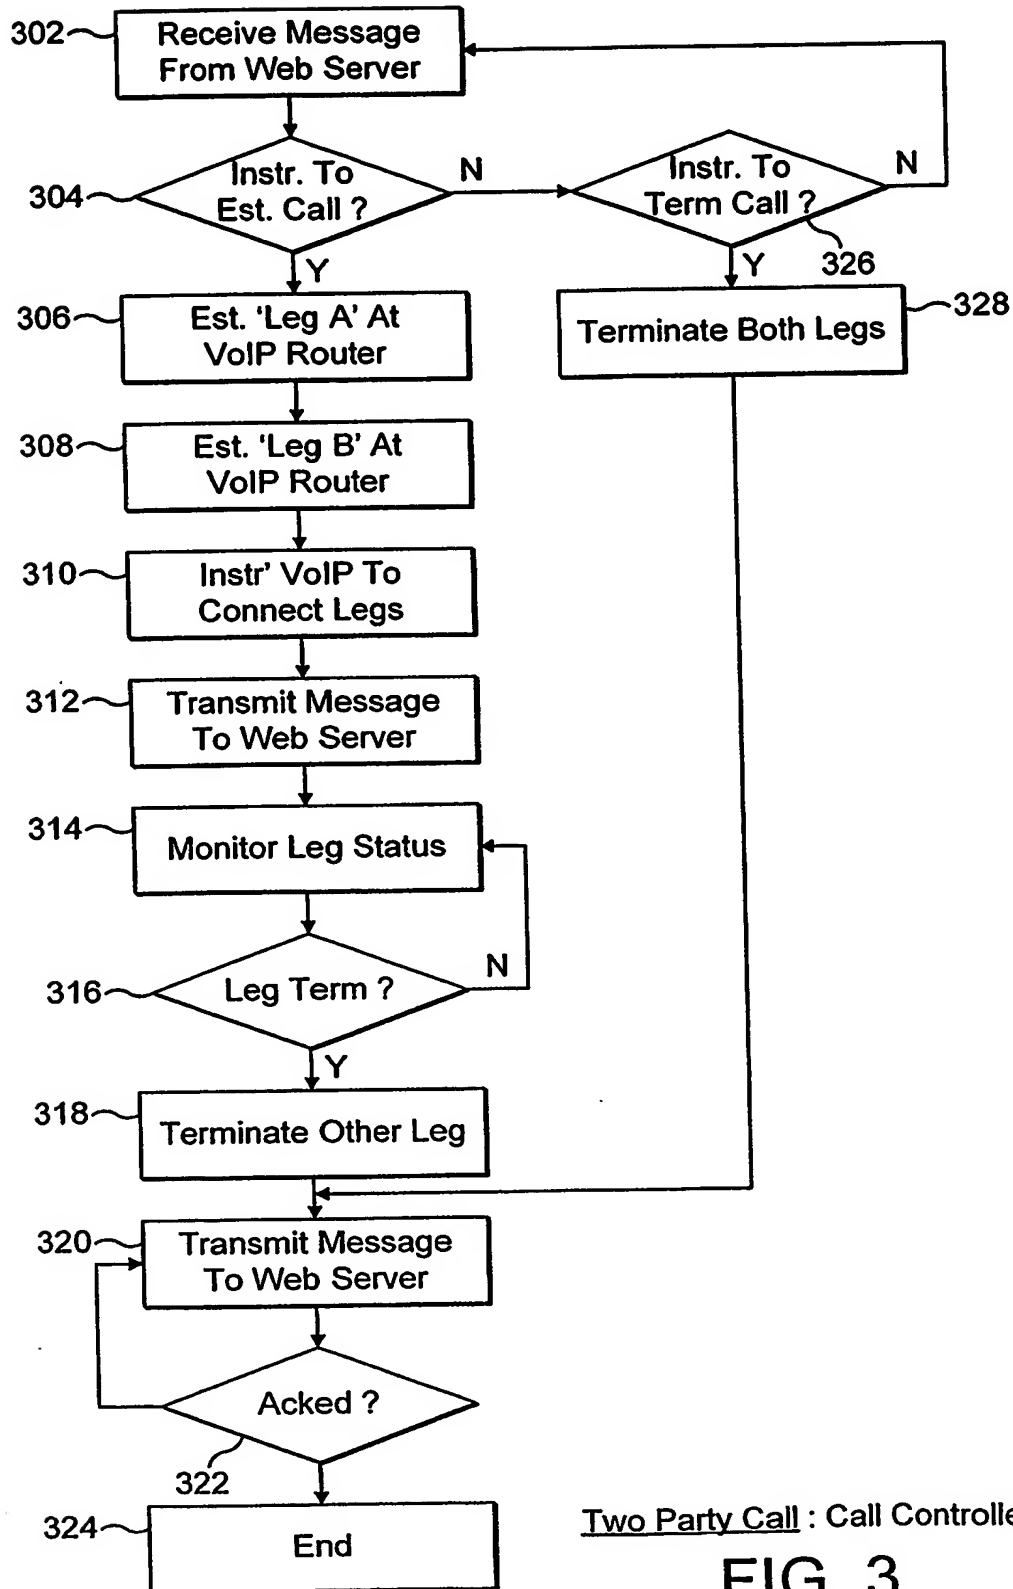 302
Receive Message
From Web Server
304
Instr. To
Est. Call ?
N
Instr. To
Term Call ?
N
326
Y
Y
306
Est. 'Leg A' At
VoIP Router
Terminate Both Legs
328
308
Est. 'Leg B' At
VoIP Router
310
Instr' VoIP To
Connect Legs
312
Transmit Message
To Web Server
314
Monitor Leg Status
316
Leg Term ?
N
Y
318
Terminate Other Leg
320
Transmit Message
To Web Server
Acked ?
322
324
End
Two Party Call : Call Controlle
FIG. 3